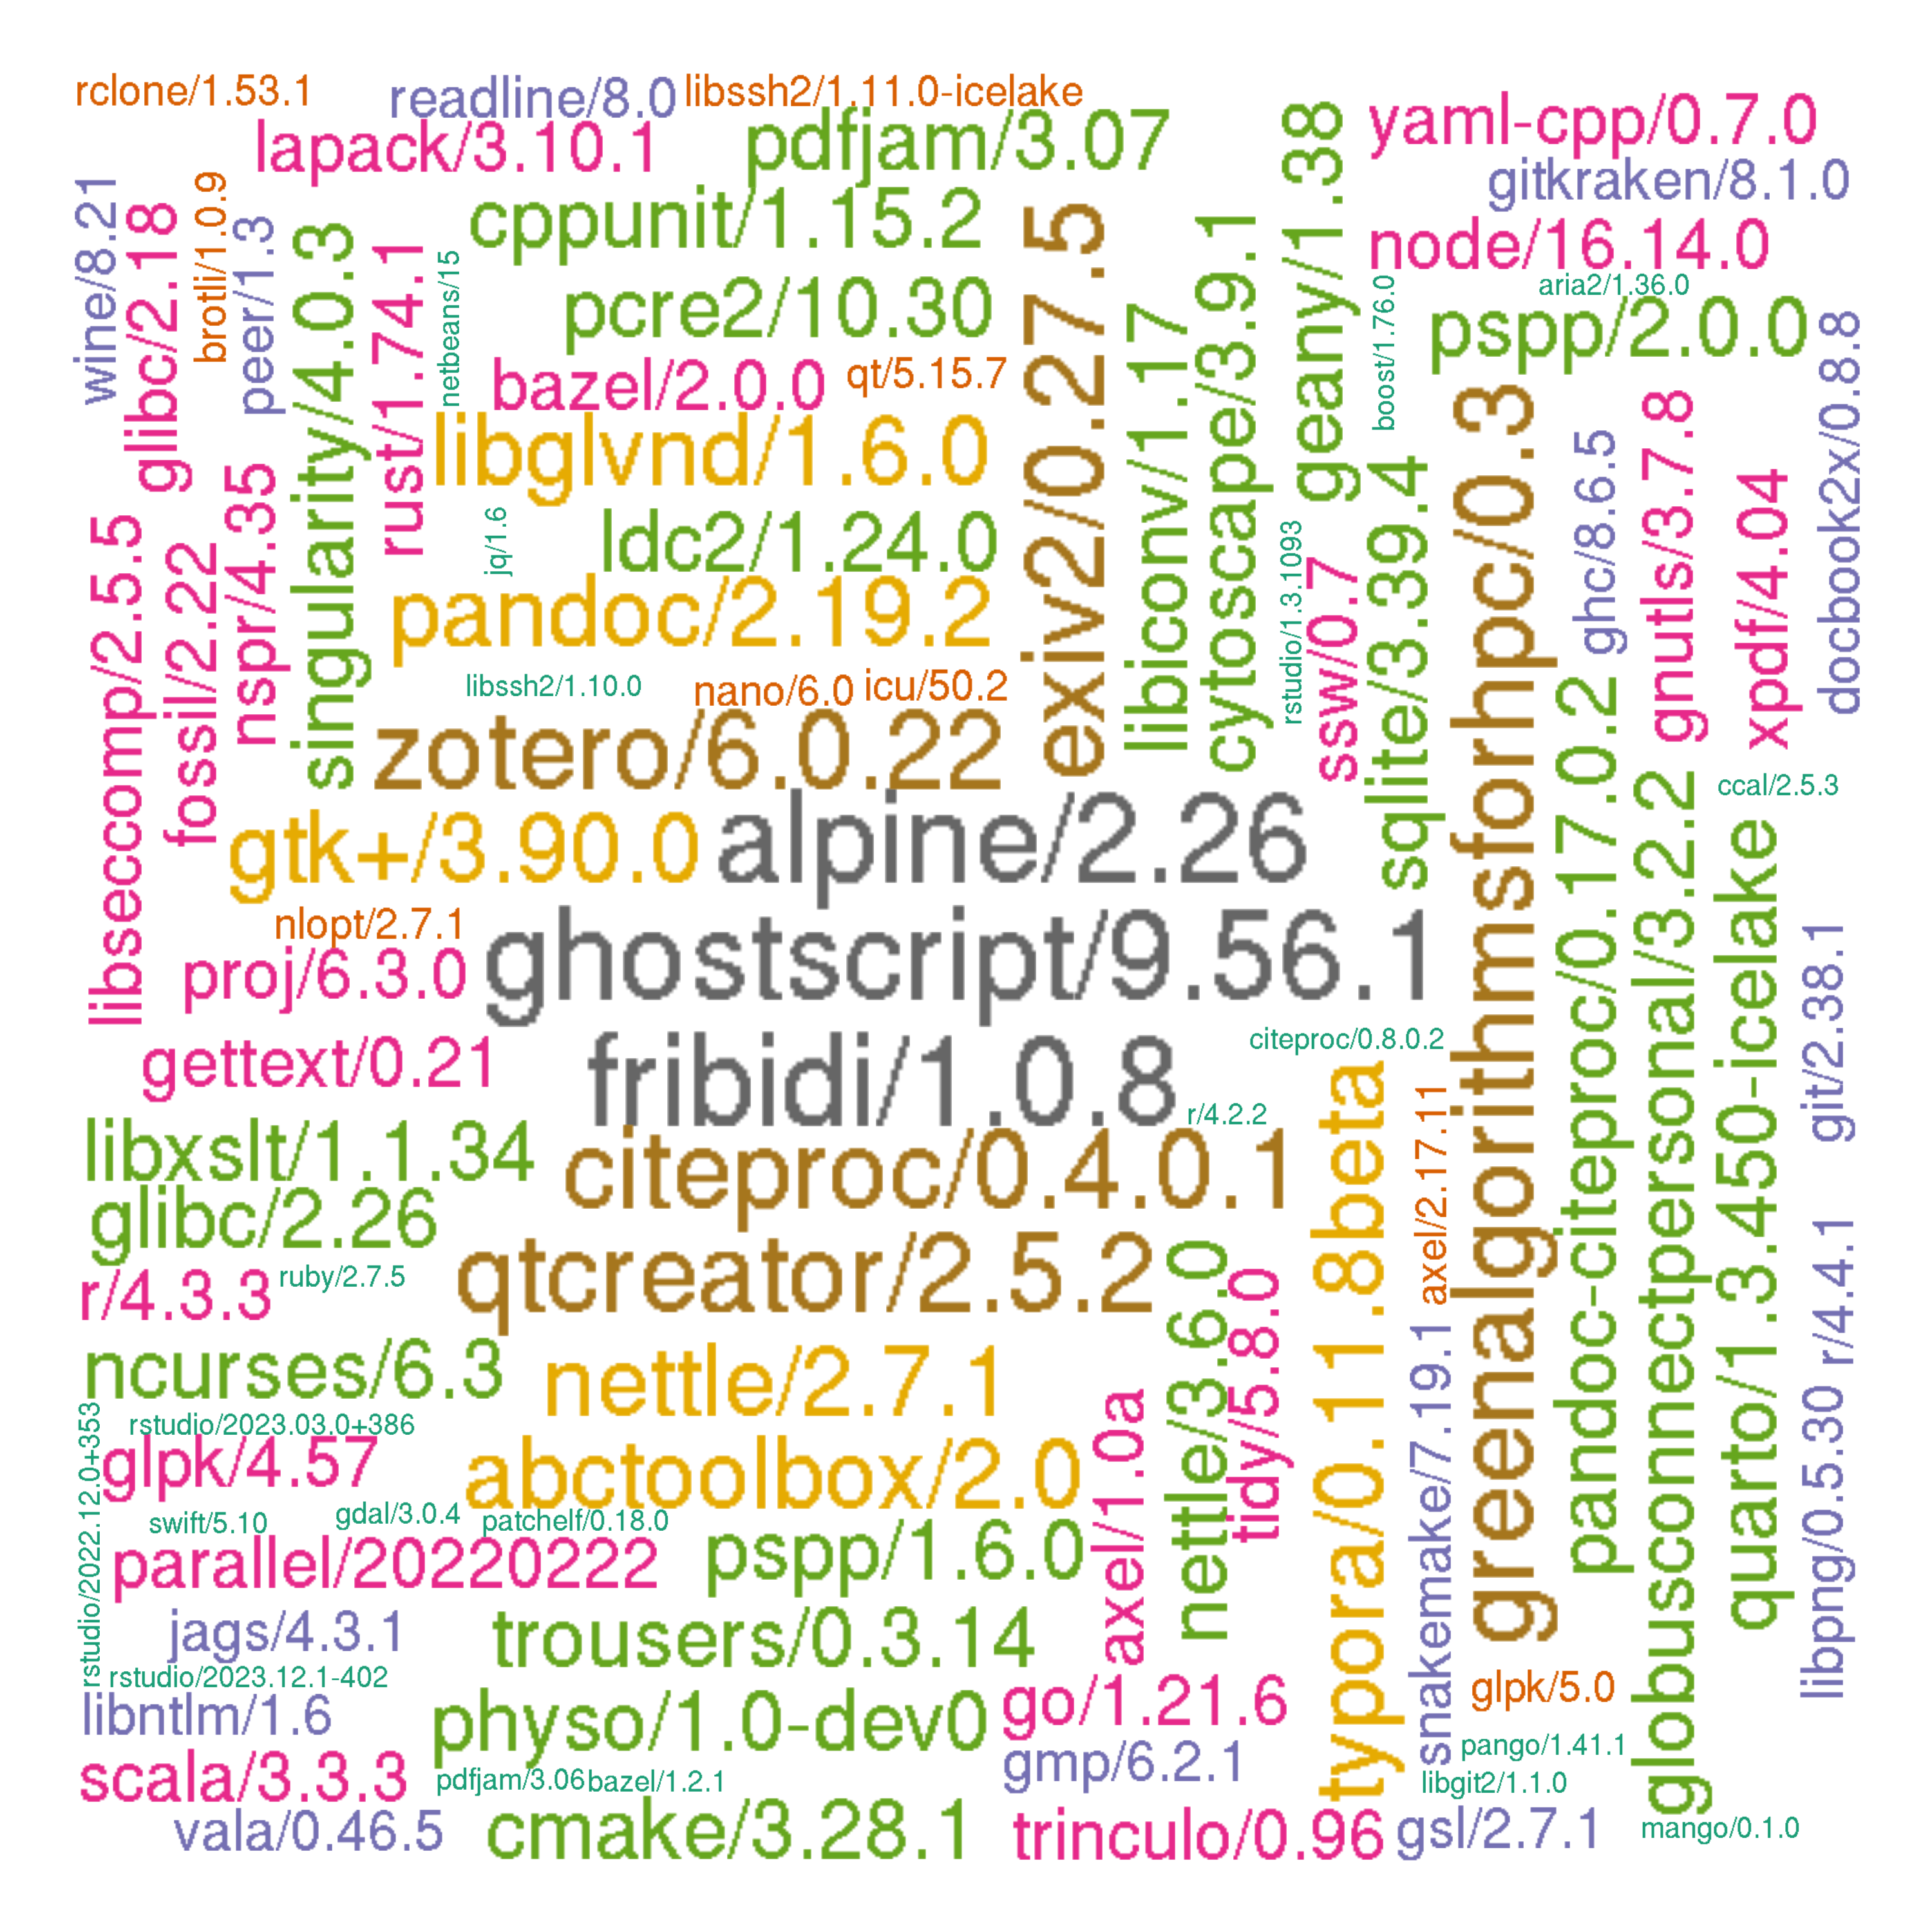 rclone/1.53.1
readline/8.0
libssh2/1.11.0-icelake
lapack/3.10.1
pdfjam/3.07
geany/1.38
yaml-cpp/0.7.0
gitkraken/8.1.0
wine/8.21
glibc/2.18
brotli/1.0.9
peer/1.3
singularity/4.0.3
rust/1.74.1
netbeans/15
cppunit/1.15.2
exiv2/0.27.5
cytoscape/3.9.1
node/16.14.0
aria2/1.36.0
pcre2/10.30
libiconv/1.17
boost/1.76.0
pspp/2.0.0
docbook2x/0.8.8
bazel/2.0.0
qt/5.15.7
greenalgorithmsforhpc/0.3
gnutls/3.7.8
ghc/8.6.5
xpdf/4.04
libglvnd/1.6.0
sqlite/3.39.4
nspr/4.35
libseccomp/2.5.5
fossil/2.22
jq/1.6
ldc2/1.24.0
rstudio/1.3.1093
ssw/0.7
pandoc/2.19.2
libssh2/1.10.0
nano/6.0
icu/50.2
pandoc-citeproc/0.17.0.2
zotero/6.0.22
globusconnectpersonal/3.2.2
ccal/2.5.3
gtk+/3.90.0
alpine/2.26
quarto/1.3.450-icelake
nlopt/2.7.1
ghostscript/9.56.1
git/2.38.1
proj/6.3.0
citeproc/0.8.0.2
gettext/0.21
fribidi/1.0.8
typora/0.11.8beta
axel/2.17.11
r/4.2.2
libxslt/1.1.34
citeproc/0.4.0.1
glibc/2.26
r/4.4.1
qtcreator/2.5.2
nettle/3.6.0
tidy/5.8.0
r/4.3.3
ruby/2.7.5
snakemake/7.19.1
ncurses/6.3
nettle/2.7.1
axel/1.0a
libpng/0.5.30
rstudio/2022.12.0+353
rstudio/2023.03.0+386
glpk/4.57
abctoolbox/2.0
swift/5.10
gdal/3.0.4
patchelf/0.18.0
parallel/20220222
pspp/1.6.0
jags/4.3.1
trousers/0.3.14
rstudio/2023.12.1-402
glpk/5.0
libntlm/1.6
physo/1.0-dev0
go/1.21.6
pango/1.41.1
scala/3.3.3
pdfjam/3.06
bazel/1.2.1
gmp/6.2.1
libgit2/1.1.0
vala/0.46.5
cmake/3.28.1
trinculo/0.96
gsl/2.7.1
mango/0.1.0